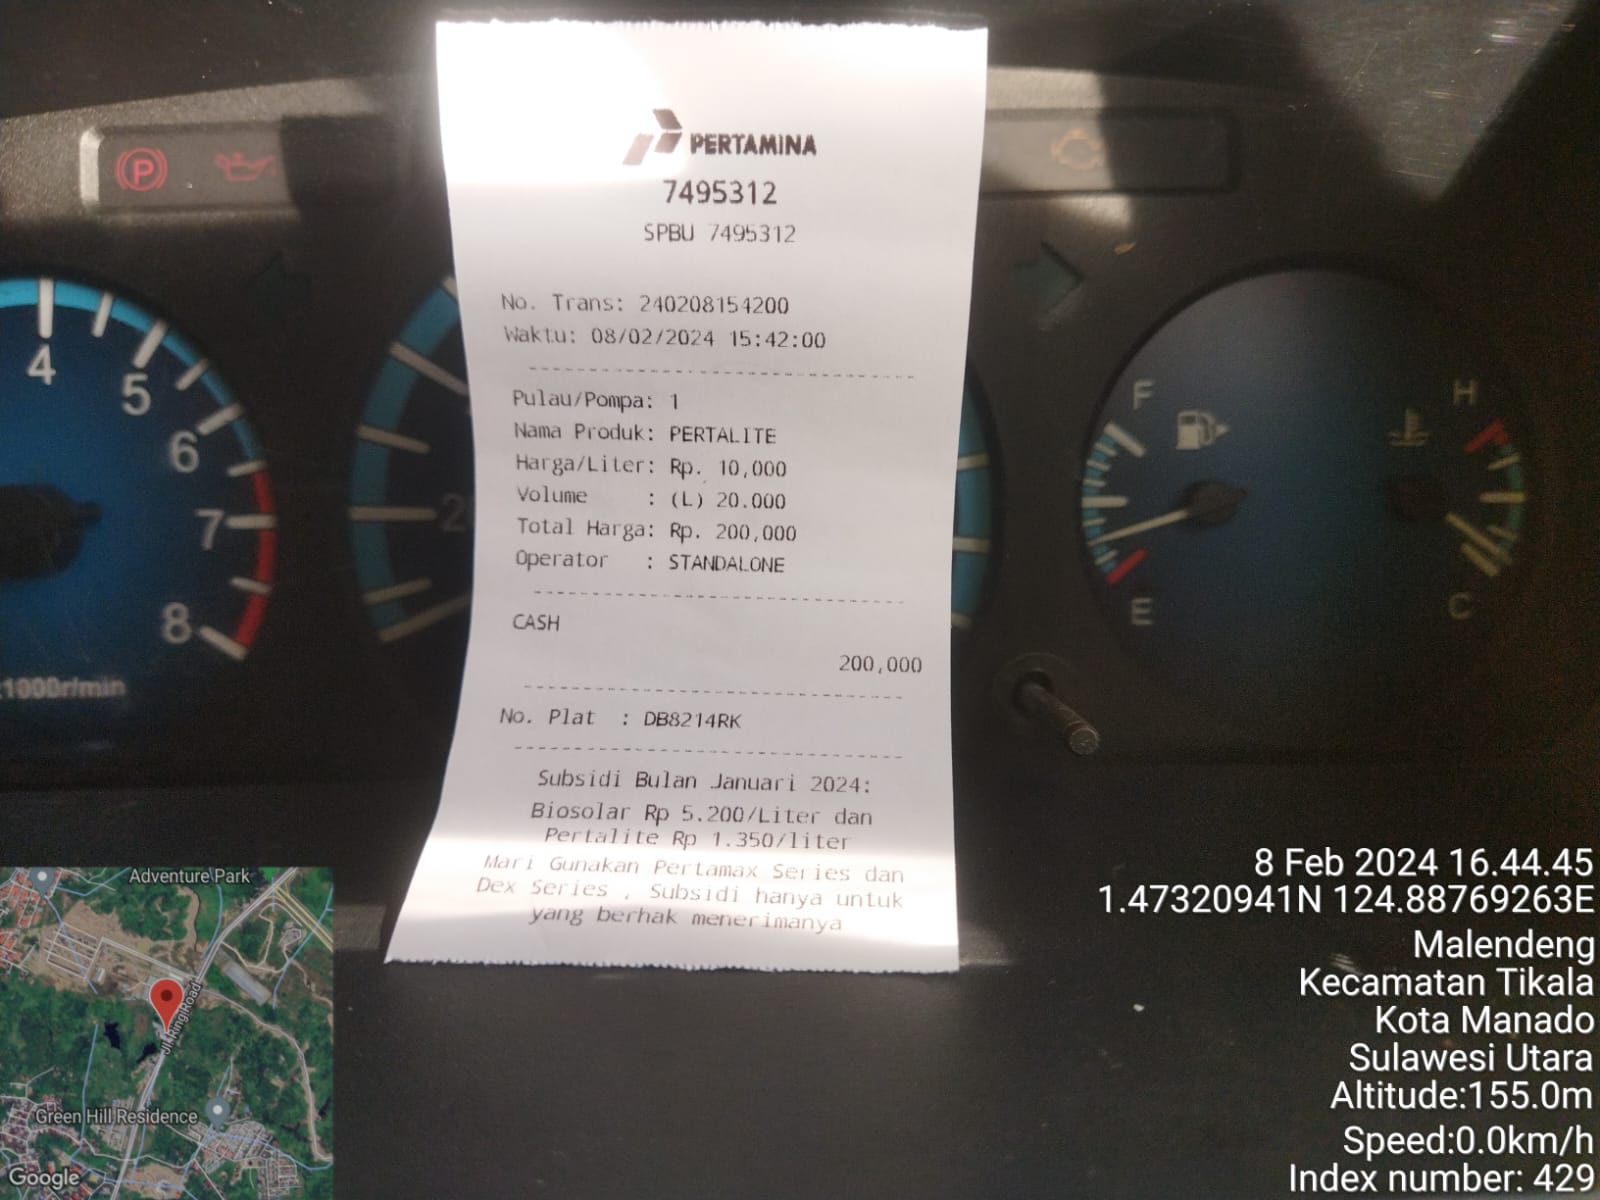 PERTAMINA
7495312
SPBU 7495312
No. Trans: 240208154200
Waktu: 08/02/2024 15:42:00
Pulau/Pompa: 1
Nama Produk: PERTALITE
Harga/Liter: Rp. 10,000
Volume : (L) 20.000
Total Harga: Rp. 200,000
Operator : STANDALONE
CASH
200,000
No. Plat : DB8214RK
Subsidi Bulan Januari 2024:
Biosolar Rp 5.200/Liter dan
Pertalite Rp 1.350/liter
Mari Gunakan Pertamax Series dan
Dex Series , Subsidi hanya untuk
yang berhak menerimanya
P
4
5
6
7
8
1000r/min
2
F
E
H
C
Adventure Park
Jl. Ring Road
Green Hill Residence
Google
8 Feb 2024 16.44.45
1.47320941N 124.88769263E
Malendeng
Kecamatan Tikala
Kota Manado
Sulawesi Utara
Altitude:155.0m
Speed:0.0km/h
Index number: 429